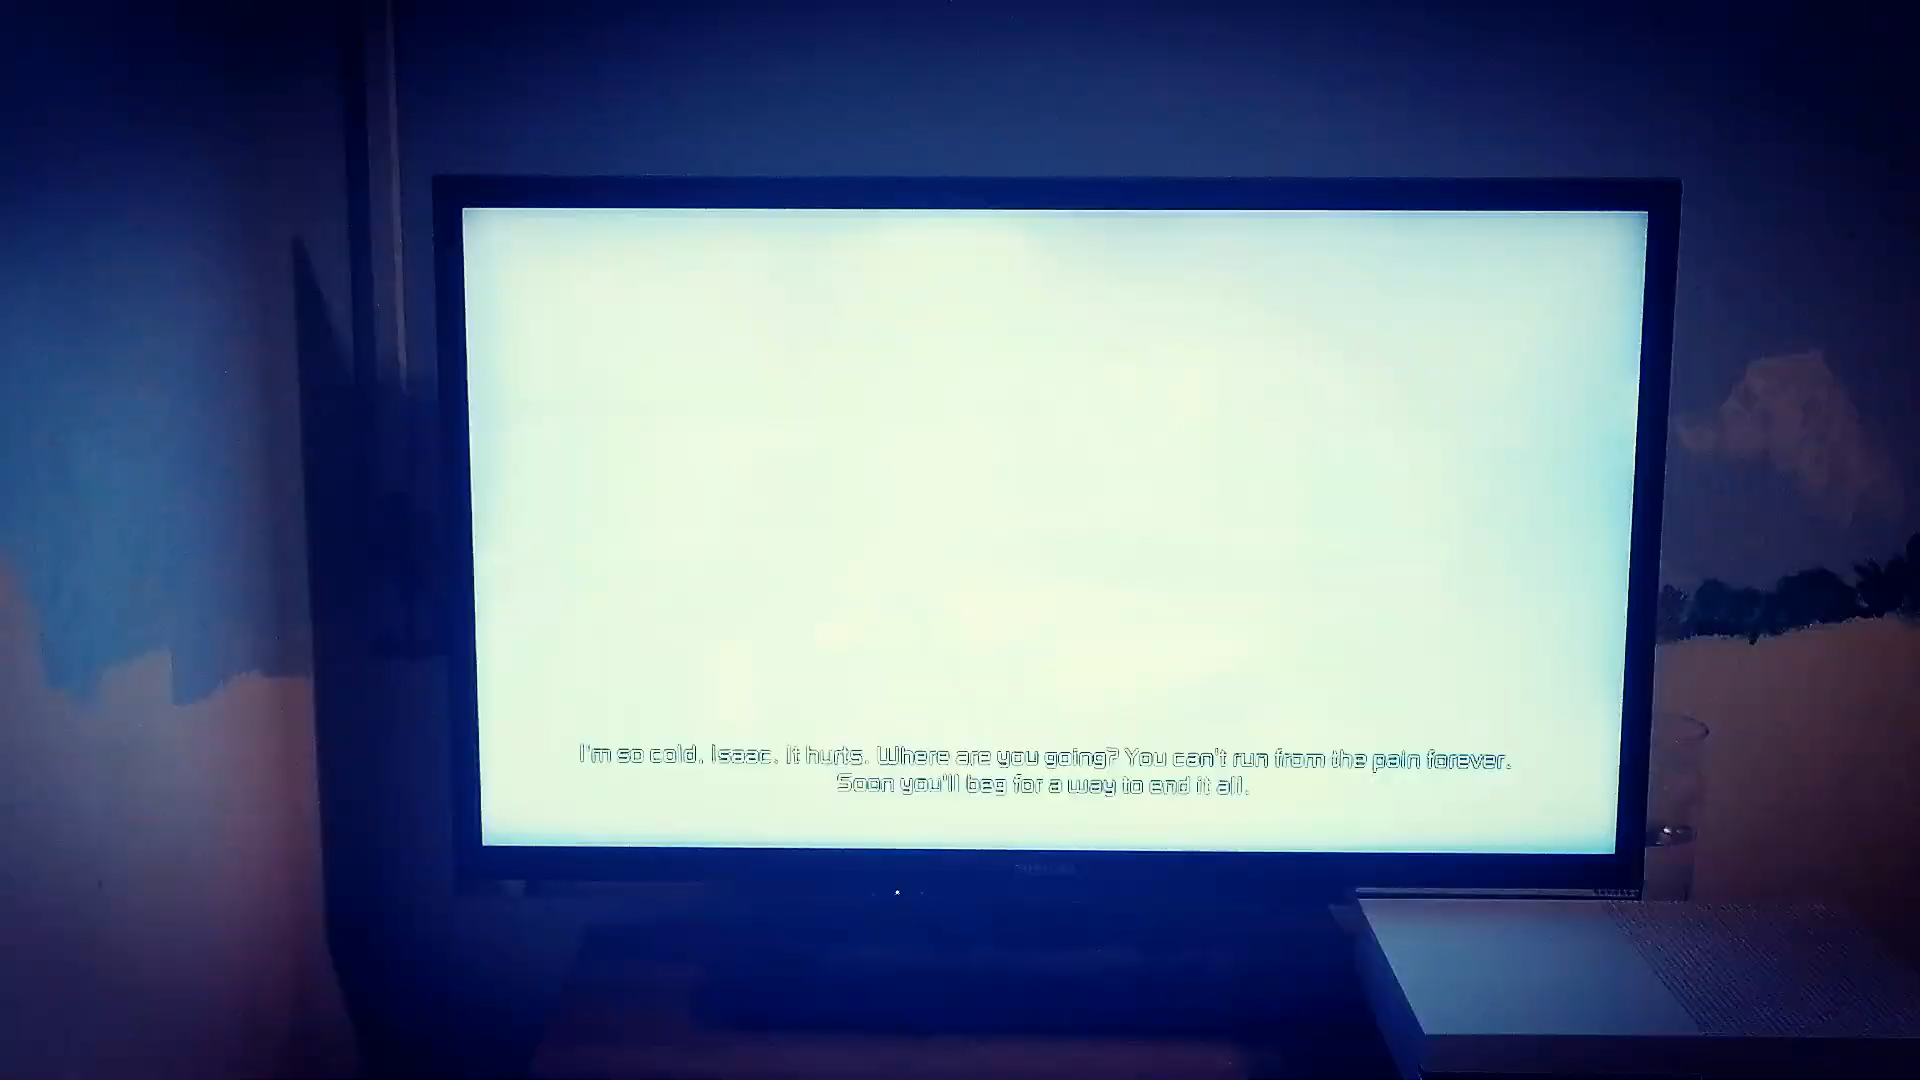 I'm so cold, Isaac. It hurts. Where are you going? You can't run from the pain forever.
Soon you'll beg for a way to end it all.